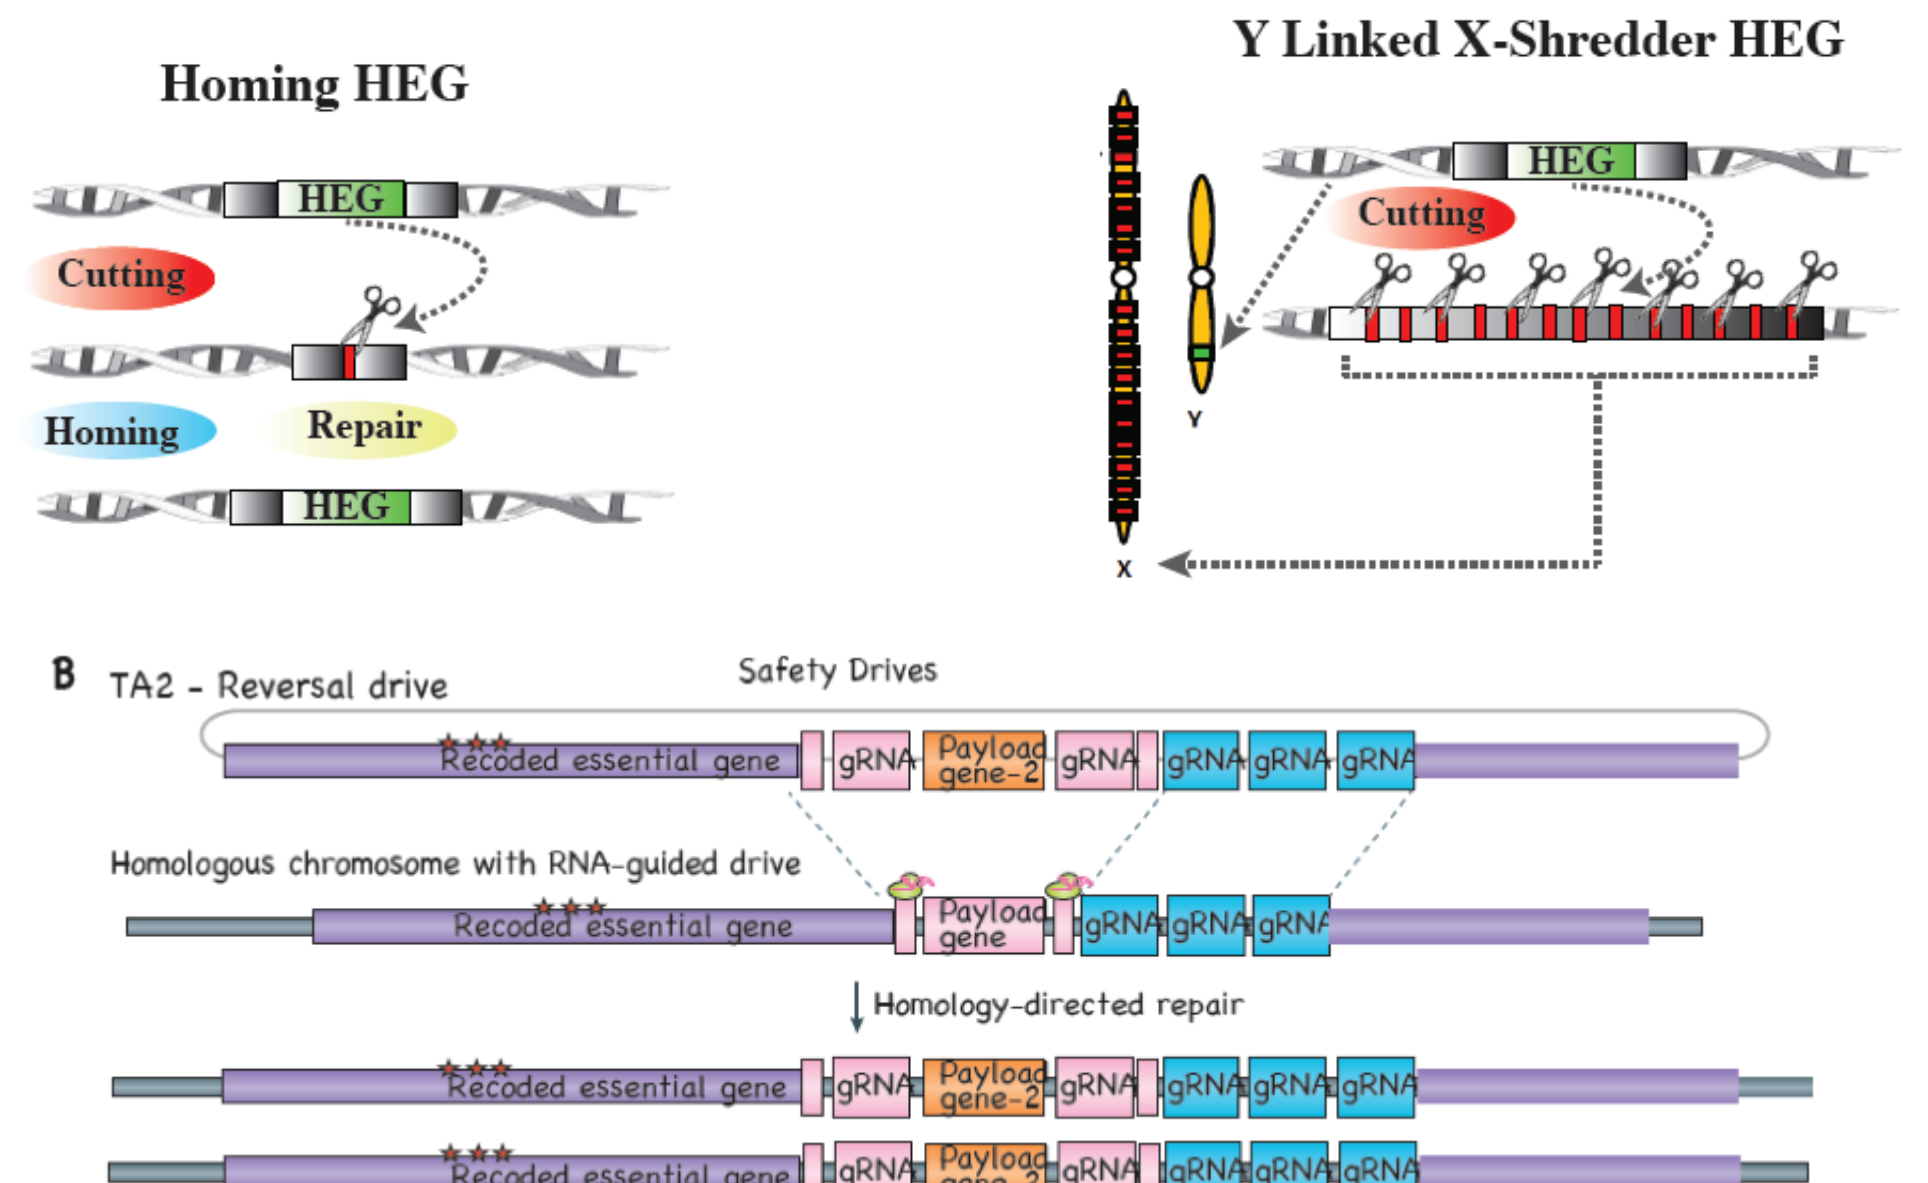 Homing HEG
HEG
Cutting
Homing
Repair
HEG
Y Linked X-Shredder HEG
HEG
Cutting
Y
X
B
TA2 - Reversal drive
Safety Drives
Recoded essential gene
gRNA
Payload
gene-2
gRNA
gRNA
gRNA
gRNA
Homologous chromosome with RNA-guided drive
Recoded essential gene
Payload
gene
gRNA
gRNA
gRNA
Homology-directed repair
Recoded essential gene
gRNA
Payload
gene-2
gRNA
gRNA
gRNA
gRNA
Recoded essential gene
gRNA
Payload
gene-2
gRNA
gRNA
gRNA
gRNA